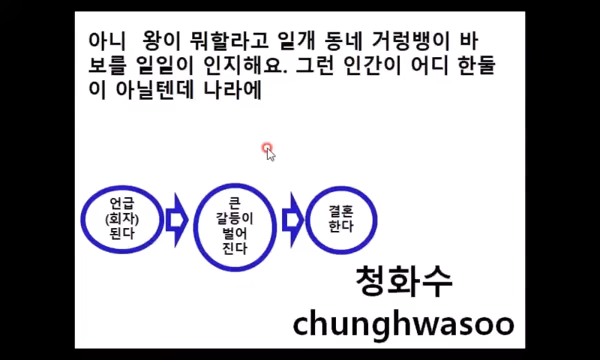 아니  왕이 뭐할라고 일개 동네 거렁뱅이 바
보를 일일이 인지해요. 그런 인간이 어디 한둘
이 아닐텐데 나라에
언급
(회자)
된다
큰
갈등이
벌어
진다
결혼
한다
청화수
chunghwasoo